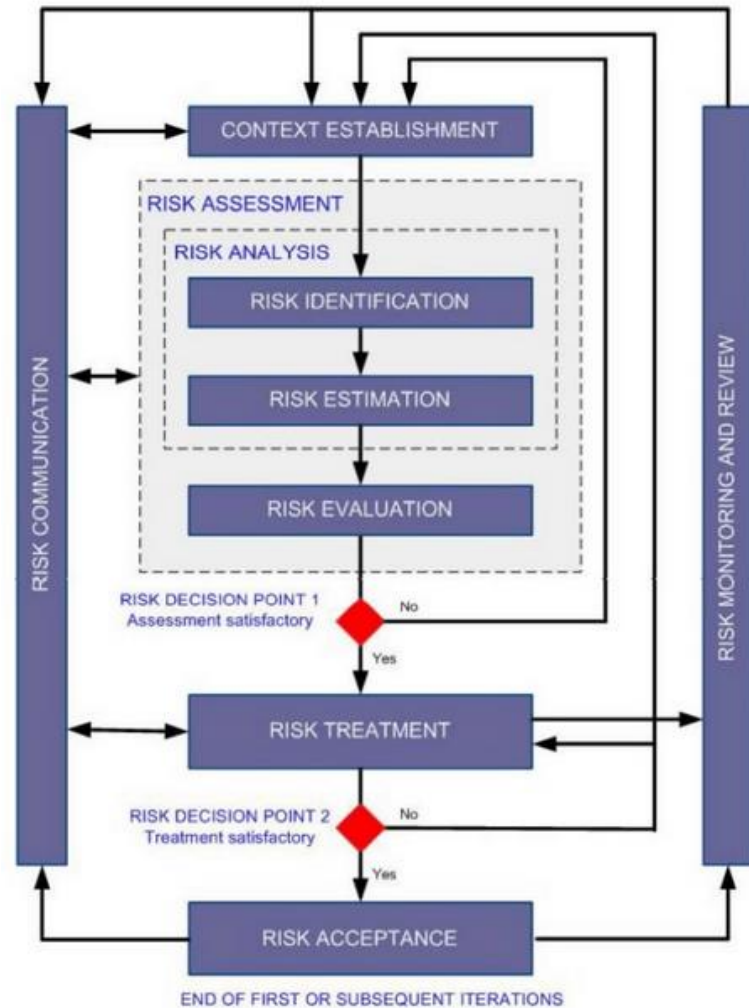 CONTEXT ESTABLISHMENT
RISK ASSESSMENT
RISK ANALYSIS
RISK IDENTIFICATION
RISK ESTIMATION
RISK EVALUATION
RISK COMMUNICATION
RISK MONITORING AND REVIEW
RISK DECISION POINT 1
Assessment satisfactory
No
Yes
RISK TREATMENT
RISK DECISION POINT 2
Treatment satisfactory
No
Yes
RISK ACCEPTANCE
END OF FIRST OR SUBSEQUENT ITERATIONS